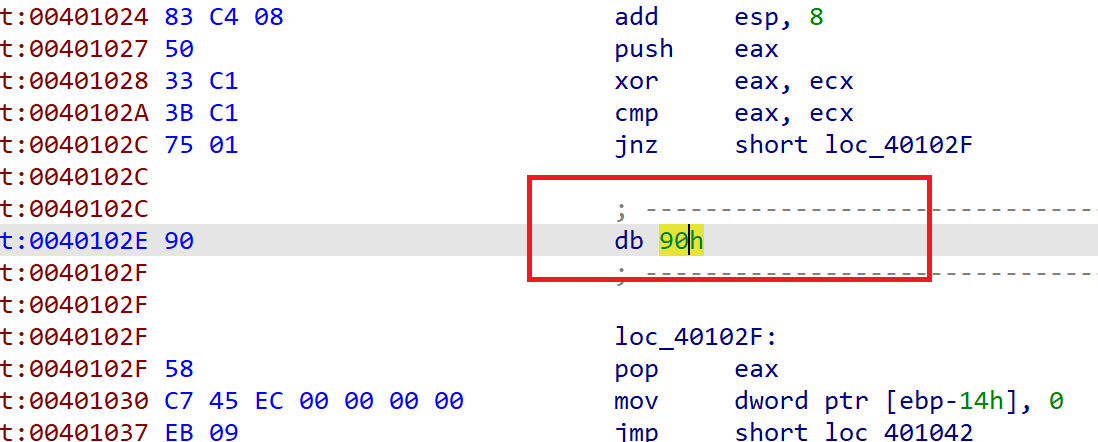 t:00401024 83 C4 08 add esp, 8
t:00401027 50 push eax
t:00401028 33 C1 xor eax, ecx
t:0040102A 3B C1 cmp eax, ecx
t:0040102C 75 01 jnz short loc_40102F
t:0040102C
t:0040102C ; ------------------------------
t:0040102E 90 db 90h
t:0040102F ; ------------------------------
t:0040102F
t:0040102F loc_40102F:
t:0040102F 58 pop eax
t:00401030 C7 45 EC 00 00 00 00 mov dword ptr [ebp-14h], 0
t:00401037 EB 09 jmp short loc_401042